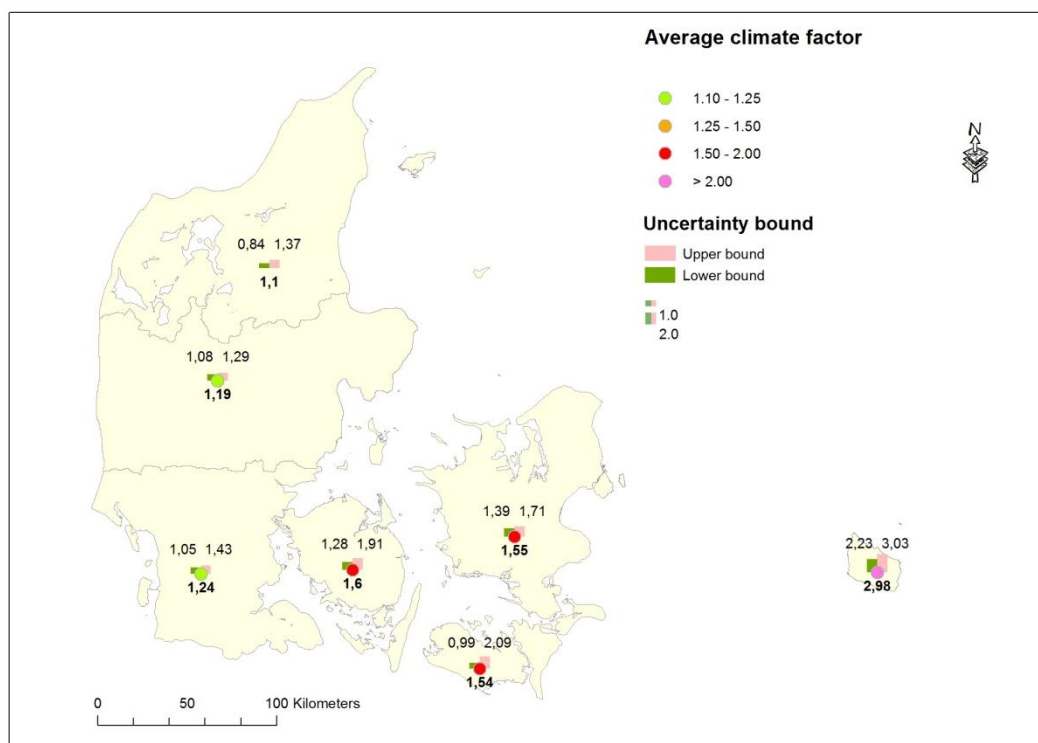 Average climate factor
1.10 - 1.25
1.25 - 1.50
1.50 - 2.00
> 2.00
N
Uncertainty bound
Upper bound
Lower bound
1.0
2.0
0,84 1,37
1,1
1,08 1,29
1,19
1,39 1,71
1,55
1,05 1,43
1,24
1,28 1,91
1,6
2,23 3,03
2,98
0,99 2,09
1,54
0 50 100 Kilometers